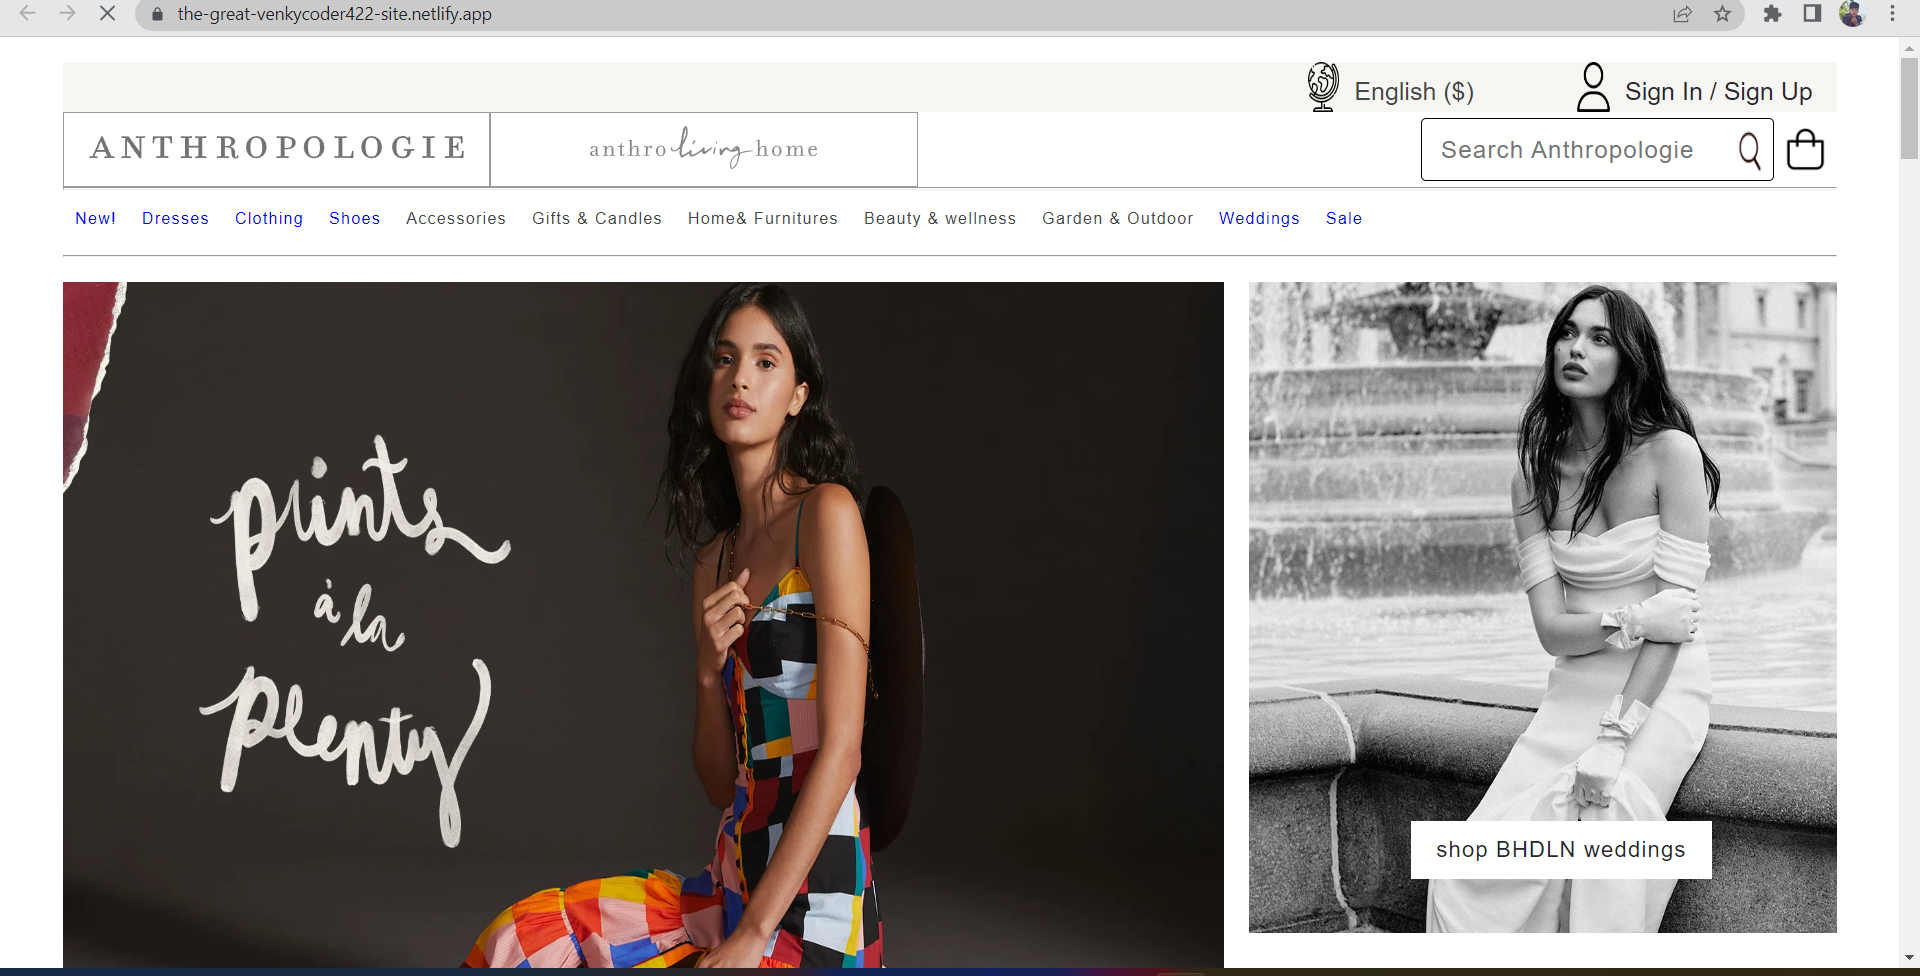 the-great-venkycoder422-site.netlify.app
English ($)
Sign In / Sign Up
ANTHROPOLOGIE
anthro living home
Search Anthropologie
New! Dresses Clothing Shoes Accessories Gifts & Candles Home& Furnitures Beauty & wellness Garden & Outdoor Weddings Sale
prints
à la
plenty
shop BHDLN weddings